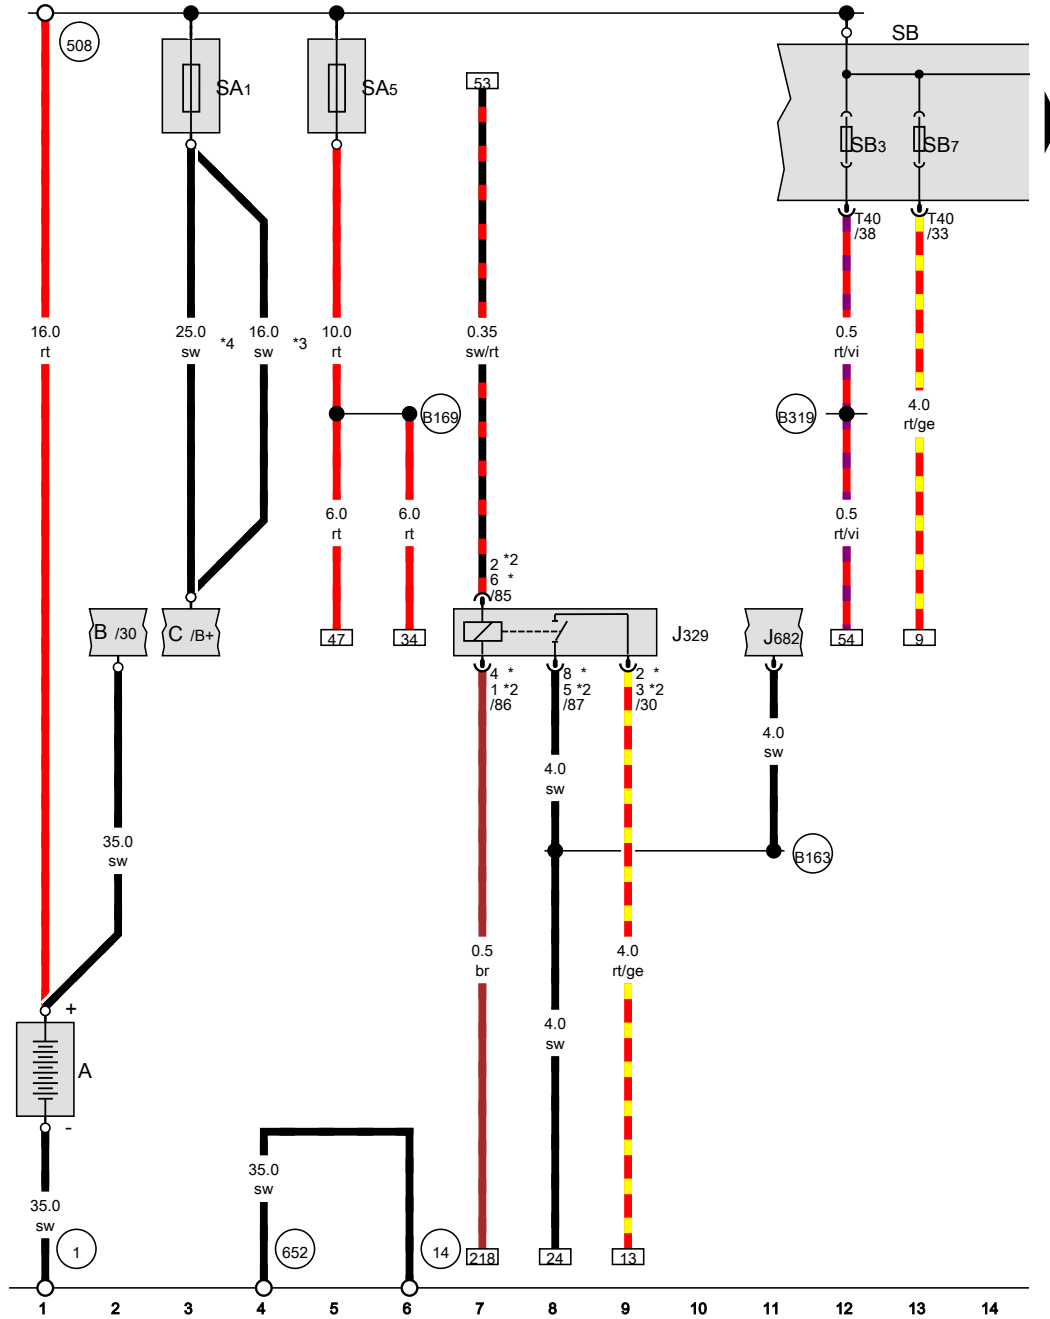 508
SA1
SA5
53
SB
SB3
SB7
T40
/38
T40
/33
16.0
rt
25.0
sw
*4
16.0
sw
*3
10.0
rt
0.35
sw/rt
0.5
rt/vi
B169
B319
4.0
rt/ge
6.0
rt
6.0
rt
0.5
rt/vi
2 *2
6 *
/85
B /30
C /B+
47
34
J329
J682
54
9
4 *
1 *2
/86
8 *
5 *2
/87
2 *
3 *2
/30
4.0
sw
4.0
sw
35.0
sw
B163
0.5
br
4.0
rt/ge
+
A
4.0
sw
-
35.0
sw
35.0
sw
1
652
14
218
24
13
1 2 3 4 5 6 7 8 9 10 11 12 13 14